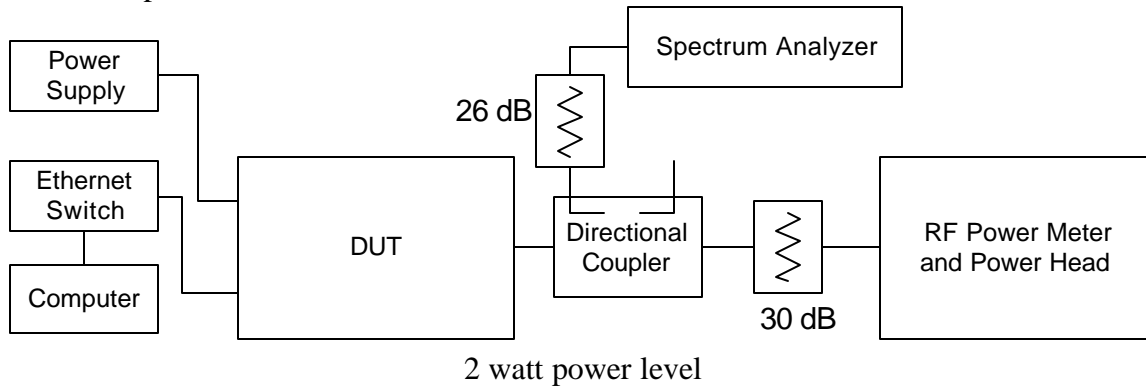 Power
Supply
Spectrum Analyzer
26 dB
Ethernet
Switch
Computer
DUT
Directional
Coupler
30 dB
RF Power Meter
and Power Head
2 watt power level